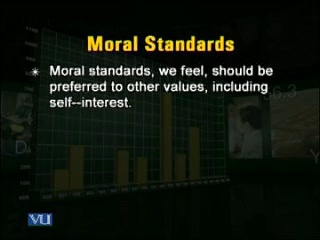 Moral Standards
Moral standards, we feel, should be
preferred to other values, including
self--interest.
VU